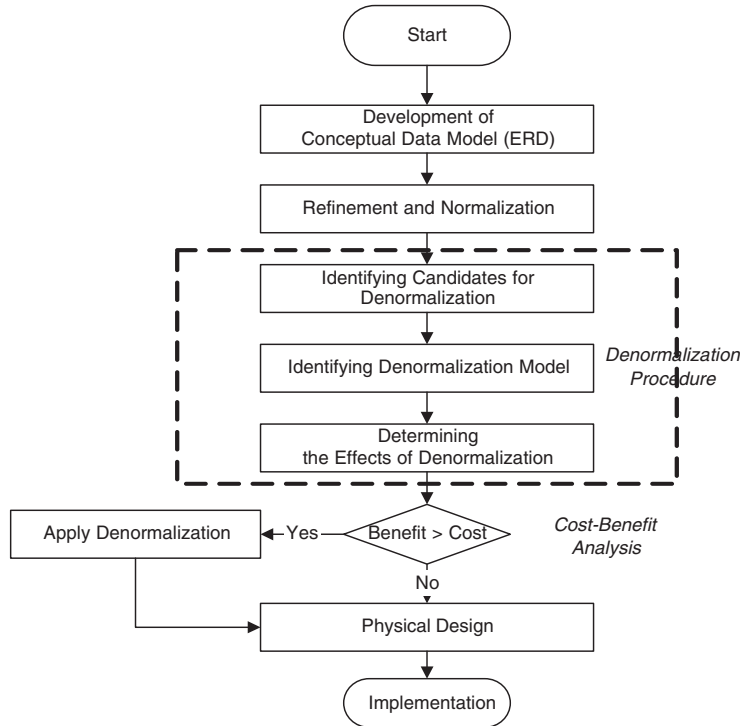 Start
Development of
Conceptual Data Model (ERD)
Refinement and Normalization
Identifying Candidates for
Denormalization
Identifying Denormalization Model
Denormalization
Procedure
Determining
the Effects of Denormalization
Apply Denormalization
Yes
Benefit > Cost
Cost-Benefit
Analysis
No
Physical Design
Implementation